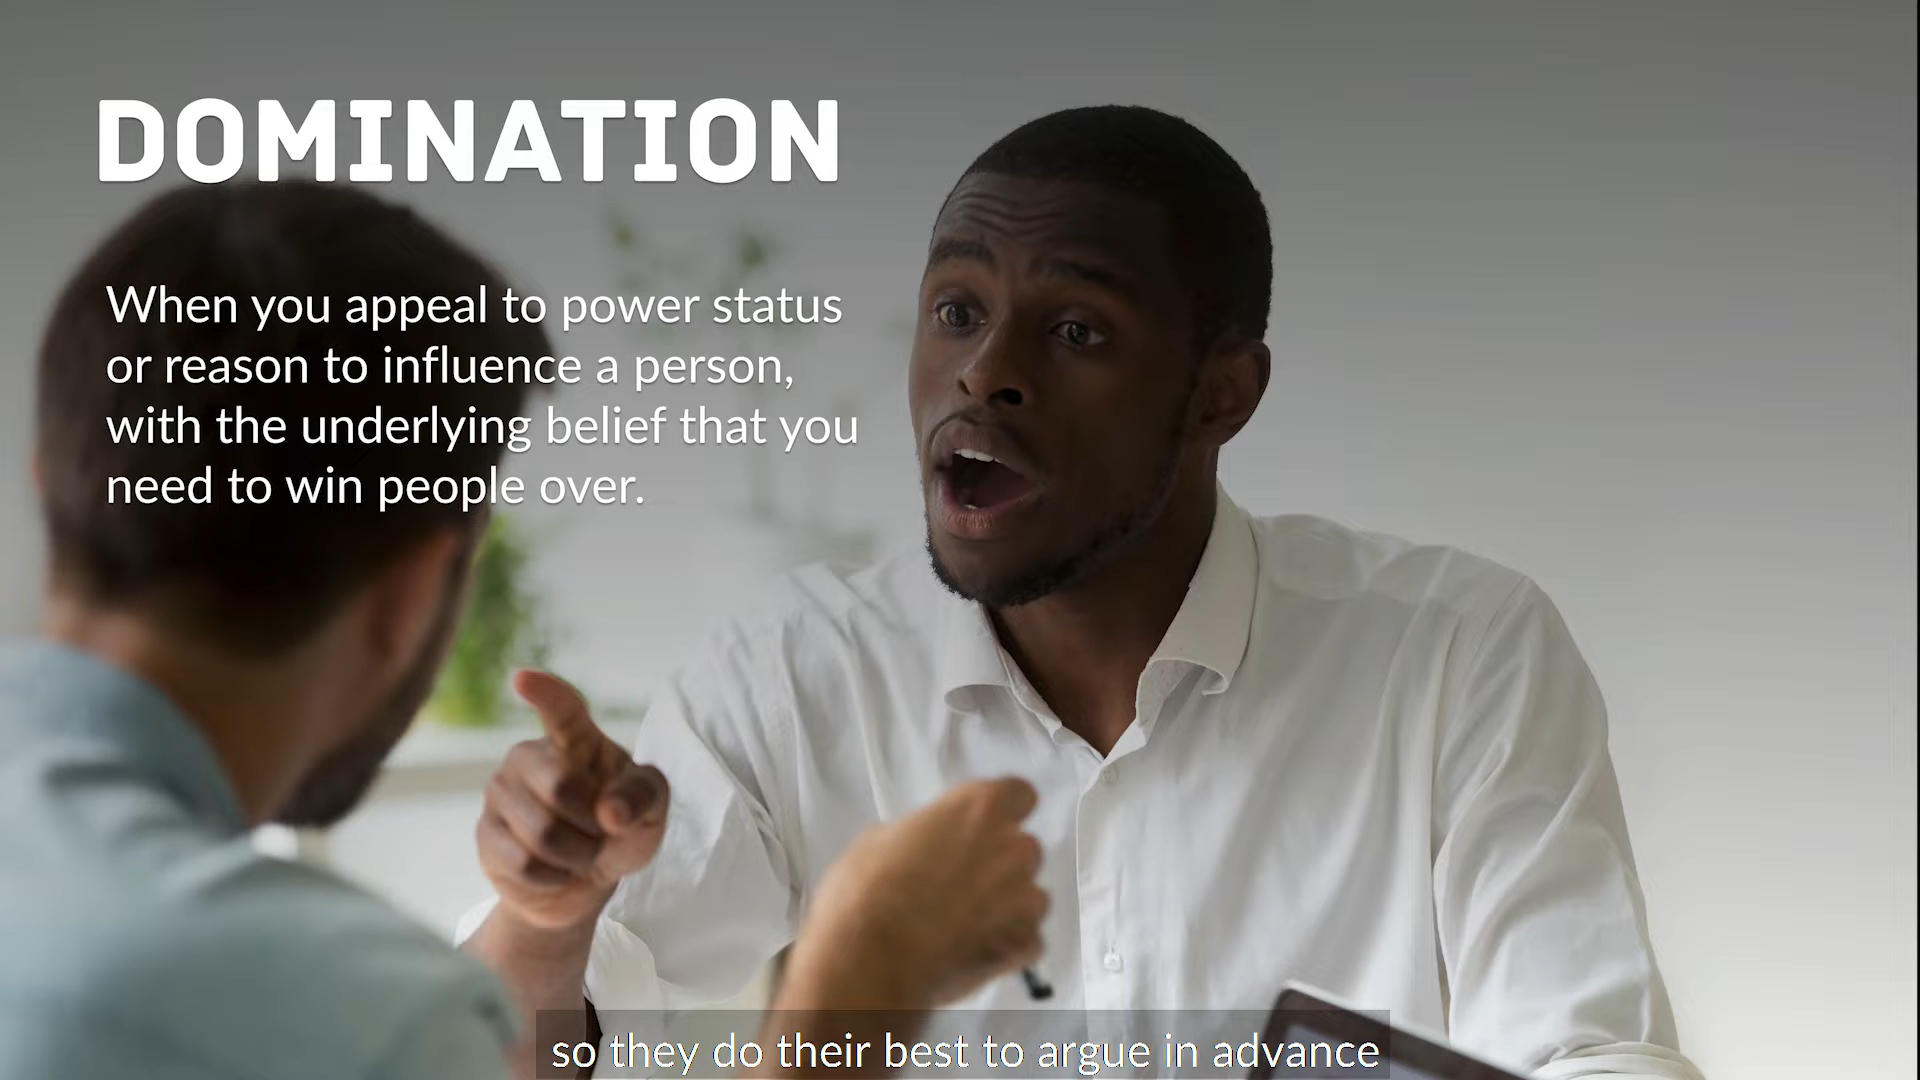 DOMINATION
When you appeal to power status
or reason to influence a person,
with the underlying belief that you
need to win people over.
so they do their best to argue in advance